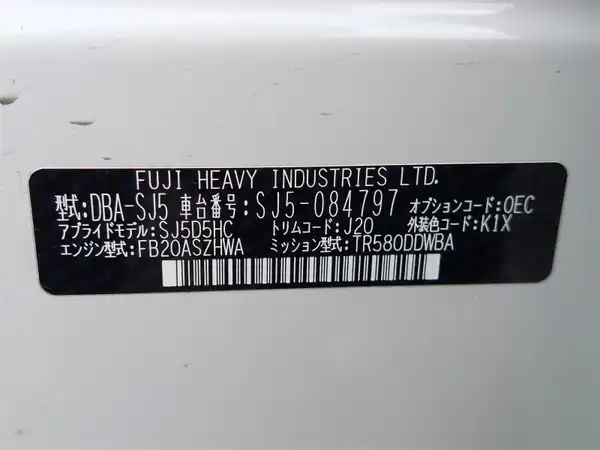 FUJI HEAVY INDUSTRIES LTD.
型式:DBA-SJ5 車台番号:SJ5-084797 オプションコード:OEC
アプライドモデル:SJ5D5HC トリムコード:J20 外装色コード:K1X
エンジン型式:FB20ASZHWA ミッション型式:TR580DDWBA